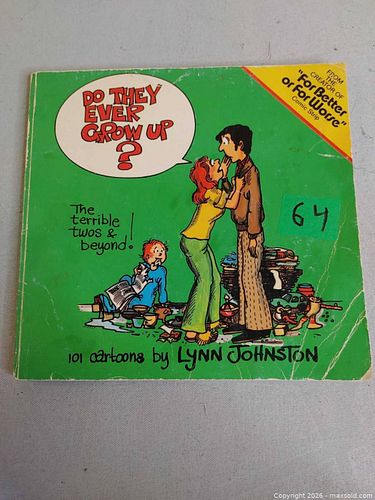 DO THEY
EVER
GROW UP
?
FROM
THE
CREATOR OF
"For Better
or For Worse"
Comic Strip
The
terrible
twos &
beyond!
64
101 cartoons by LYNN JOHNSTON
Copyright 2026 - maxsold.com